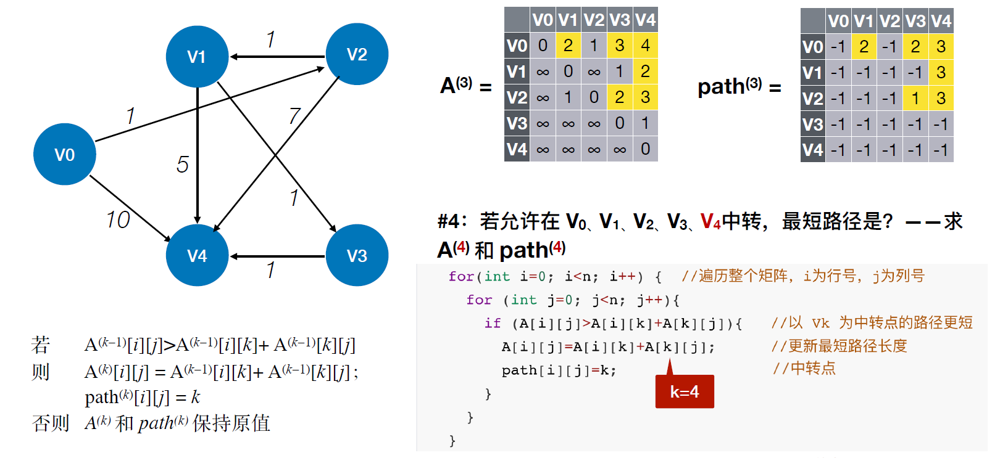 V1
V2
V0
V4
V3
1
1
7
5
1
10
1
A(3) =
V0 V1 V2 V3 V4
V0 0 2 1 3 4
V1 ∞ 0 ∞ 1 2
V2 ∞ 1 0 2 3
V3 ∞ ∞ ∞ 0 1
V4 ∞ ∞ ∞ ∞ 0
path(3) =
V0 V1 V2 V3 V4
V0 -1 2 -1 2 3
V1 -1 -1 -1 -1 3
V2 -1 -1 -1 1 3
V3 -1 -1 -1 -1 -1
V4 -1 -1 -1 -1 -1
#4：若允许在 V0、V1、V2、V3、V4中转，最短路径是？——求
A(4) 和 path(4)
for(int i=0; i<n; i++) { //遍历整个矩阵，i为行号，j为列号
for (int j=0; j<n; j++){
if (A[i][j]>A[i][k]+A[k][j]){ //以 Vk 为中转点的路径更短
A[i][j]=A[i][k]+A[k][j]; //更新最短路径长度
path[i][j]=k; //中转点
}
}
}
k=4
若 A(k–1)[i][j]>A(k–1)[i][k]+ A(k–1)[k][j]
则 A(k)[i][j] = A(k–1)[i][k]+ A(k–1)[k][j] ;
path(k)[i][j] = k
否则 A(k) 和 path(k) 保持原值